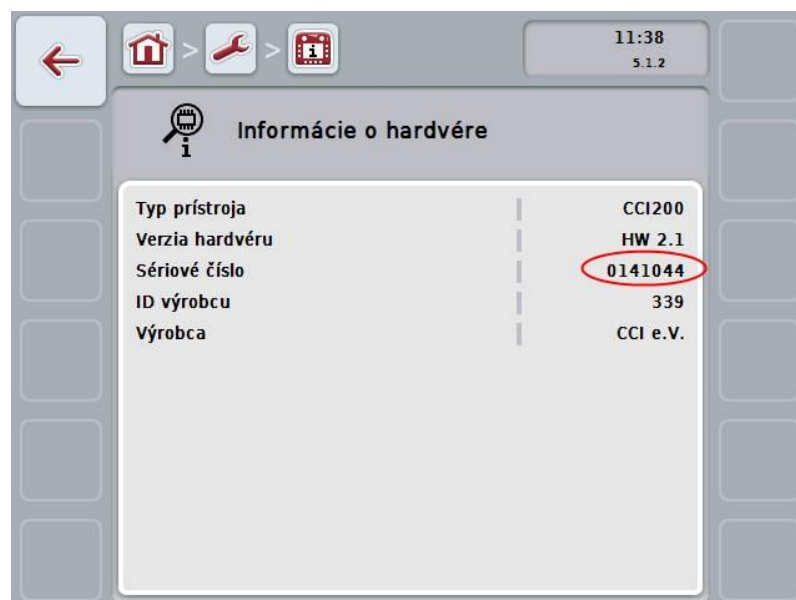 11:38
5.1.2
Informácie o hardvére
Typ prístroja CCI200
Verzia hardvéru HW 2.1
Sériové číslo 0141044
ID výrobcu 339
Výrobca CCI e.V.